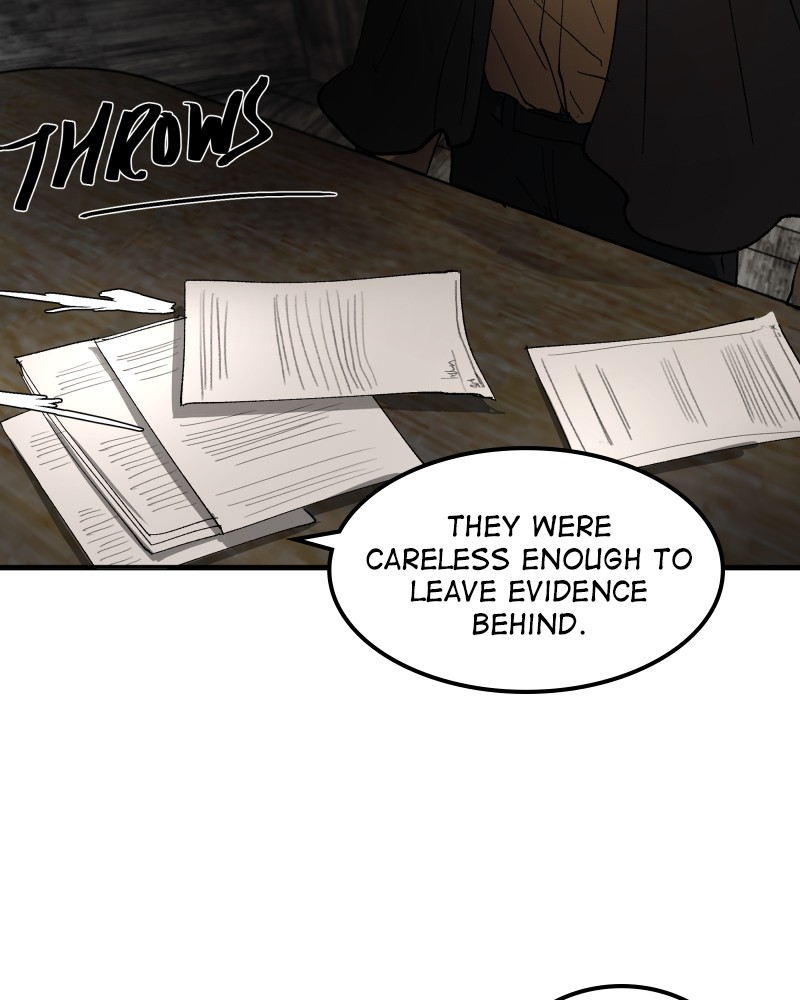 THROWS
THEY WERE
CARELESS ENOUGH TO
LEAVE EVIDENCE
BEHIND.